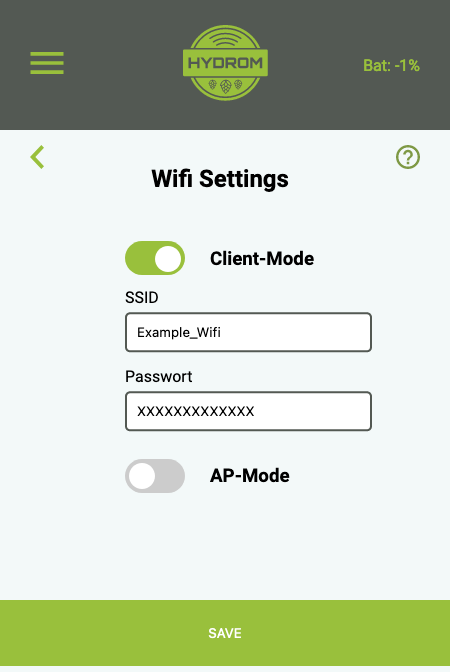 HYDROM
Bat: -1%
Wifi Settings
Client-Mode
SSID
Example_Wifi
Passwort
XXXXXXXXXXXXX
AP-Mode
SAVE